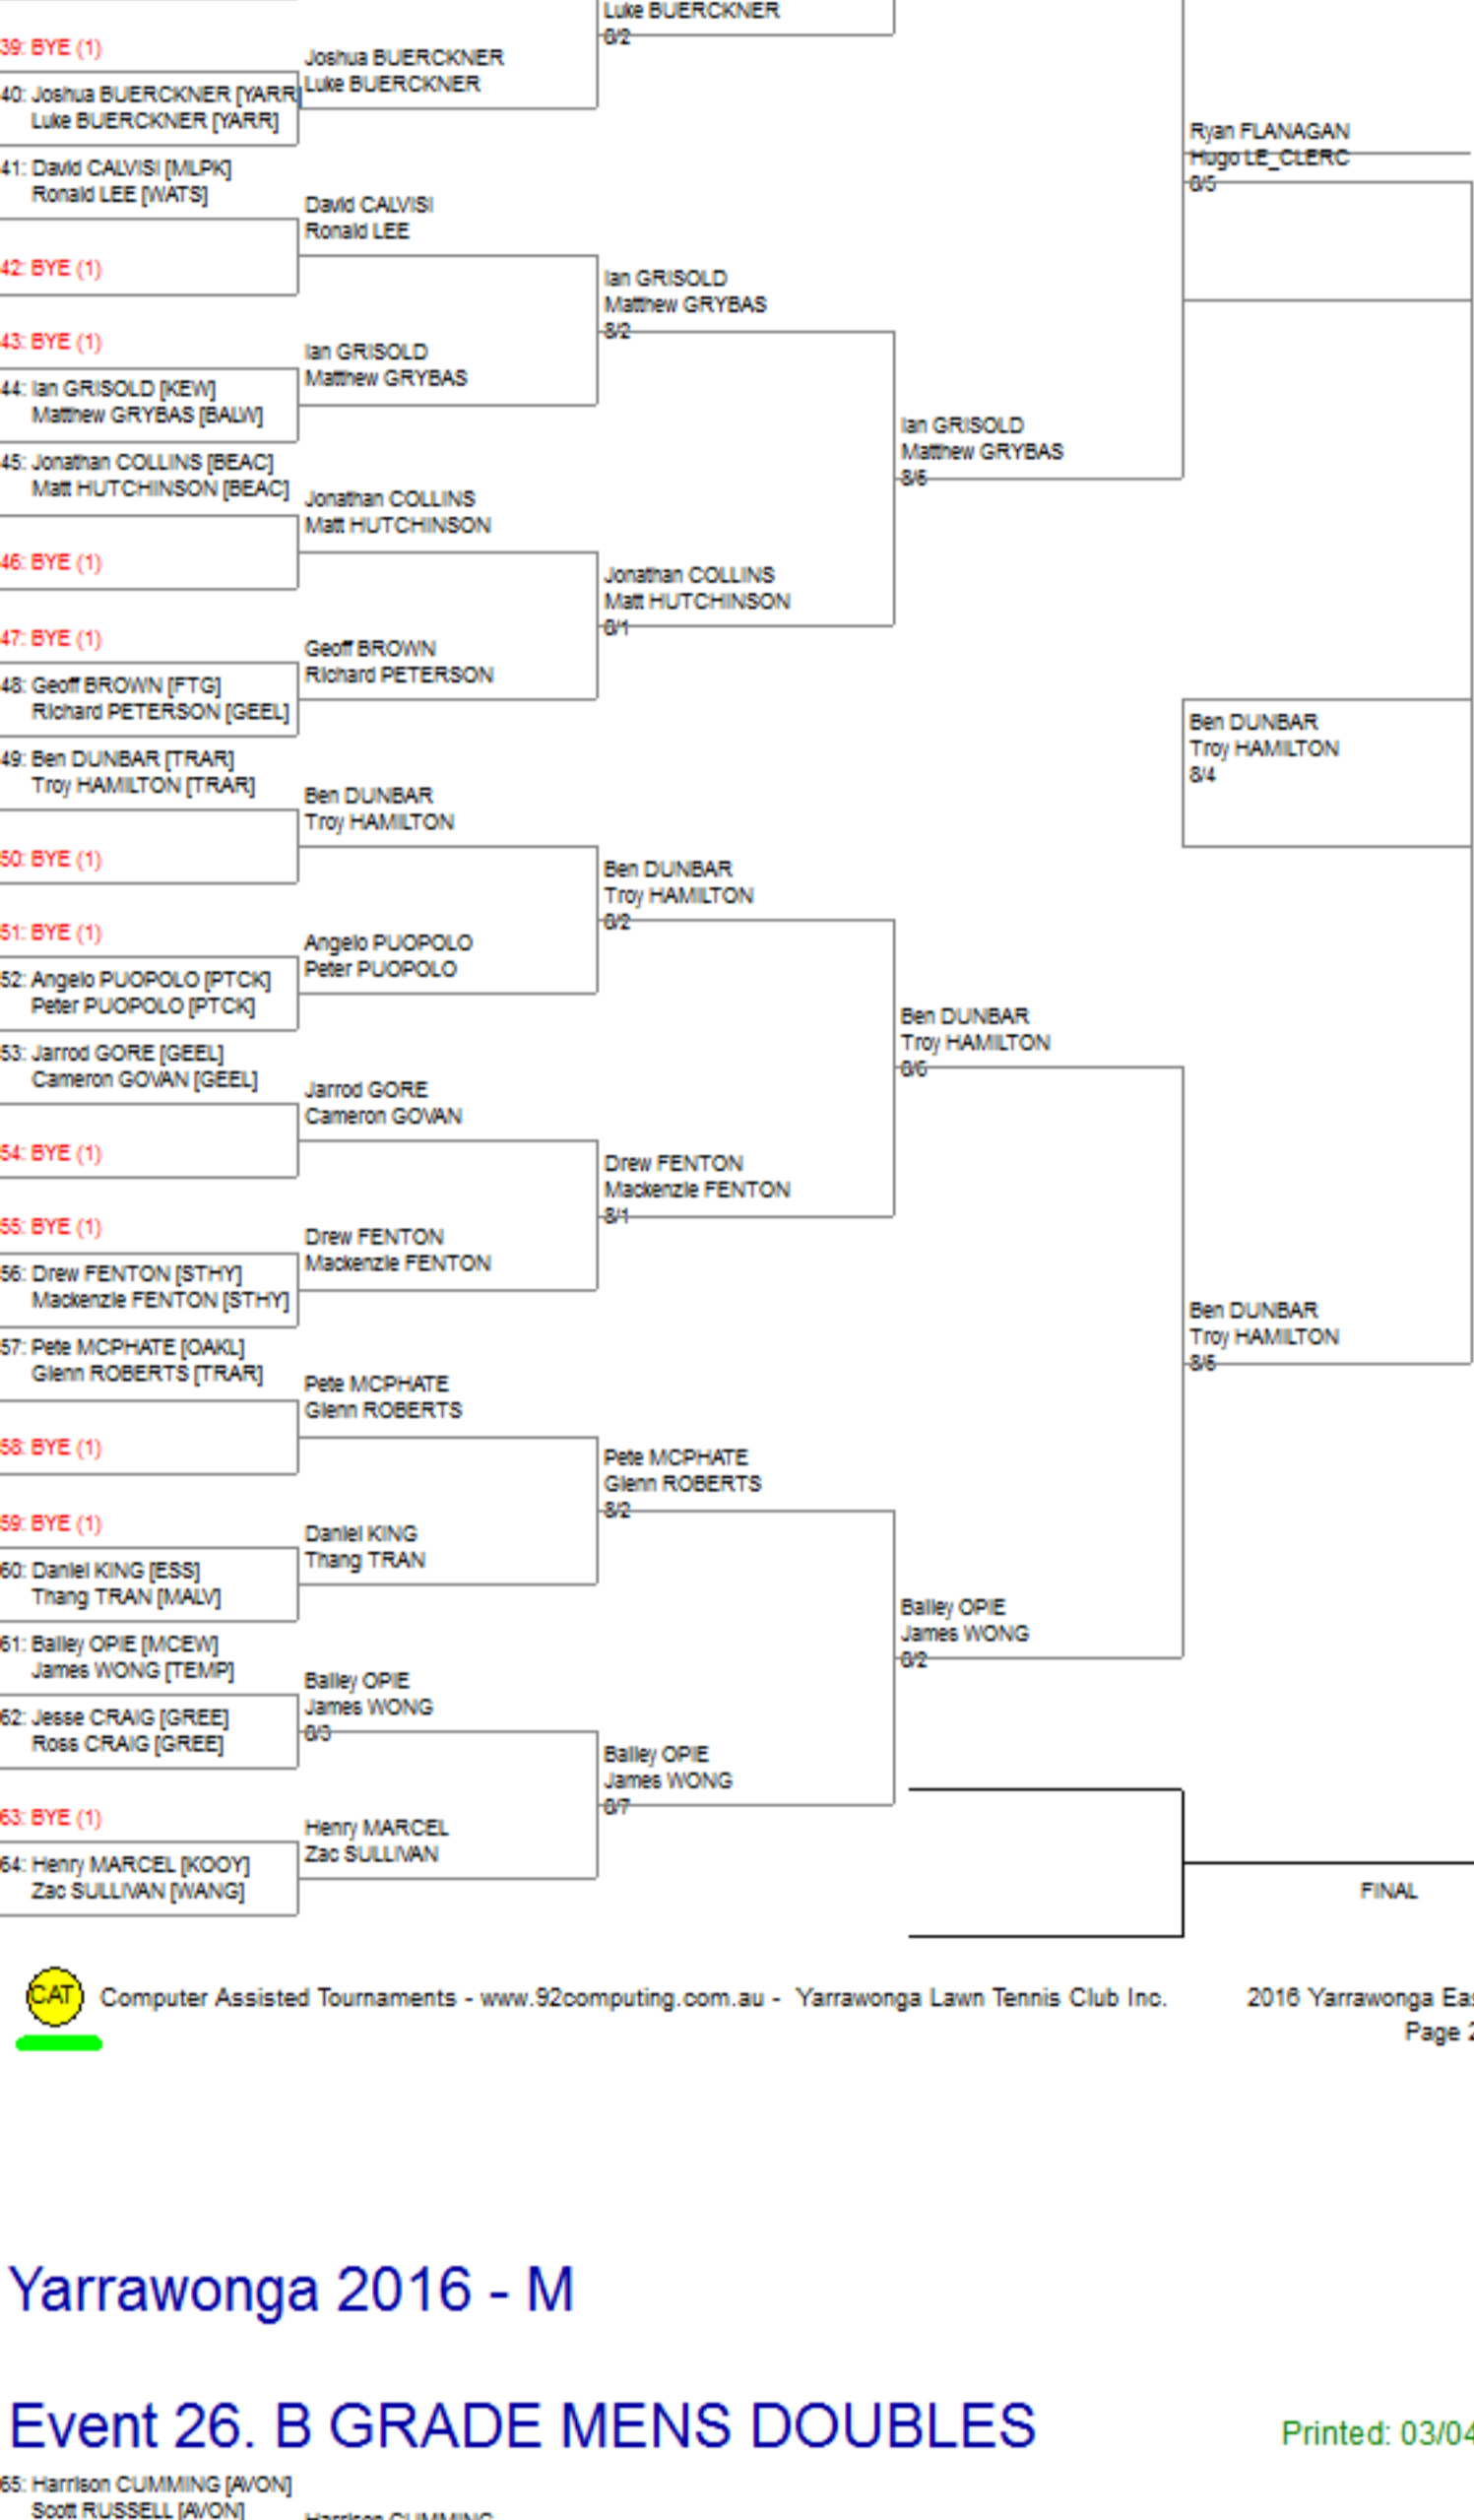 Luke BUERCKNER
8/2
39: BYE (1)
Joshua BUERCKNER
Luke BUERCKNER
40: Joshua BUERCKNER [YARR]
Luke BUERCKNER [YARR]
Ryan FLANAGAN
Hugo LE_CLERC
8/5
41: David CALVISI [MLPK]
Ronald LEE [WATS]
David CALVISI
Ronald LEE
42: BYE (1)
Ian GRISOLD
Matthew GRYBAS
8/2
43: BYE (1)
Ian GRISOLD
Matthew GRYBAS
44: Ian GRISOLD [KEW]
Matthew GRYBAS [BALW]
Ian GRISOLD
Matthew GRYBAS
8/6
45: Jonathan COLLINS [BEAC]
Matt HUTCHINSON [BEAC]
Jonathan COLLINS
Matt HUTCHINSON
46: BYE (1)
Jonathan COLLINS
Matt HUTCHINSON
8/1
47: BYE (1)
Geoff BROWN
Richard PETERSON
48: Geoff BROWN [FTG]
Richard PETERSON [GEEL]
Ben DUNBAR
Troy HAMILTON
8/4
49: Ben DUNBAR [TRAR]
Troy HAMILTON [TRAR]
Ben DUNBAR
Troy HAMILTON
50: BYE (1)
Ben DUNBAR
Troy HAMILTON
8/2
51: BYE (1)
Angelo PUOPOLO
Peter PUOPOLO
52: Angelo PUOPOLO [PTCK]
Peter PUOPOLO [PTCK]
Ben DUNBAR
Troy HAMILTON
8/6
53: Jarrod GORE [GEEL]
Cameron GOVAN [GEEL]
Jarrod GORE
Cameron GOVAN
54: BYE (1)
Drew FENTON
Mackenzie FENTON
8/1
55: BYE (1)
Drew FENTON
Mackenzie FENTON
56: Drew FENTON [STHY]
Mackenzie FENTON [STHY]
Ben DUNBAR
Troy HAMILTON
8/6
57: Pete MCPHATE [OAKL]
Glenn ROBERTS [TRAR]
Pete MCPHATE
Glenn ROBERTS
58: BYE (1)
Pete MCPHATE
Glenn ROBERTS
8/2
59: BYE (1)
Daniel KING
Thang TRAN
60: Daniel KING [ESS]
Thang TRAN [MALV]
Bailey OPIE
James WONG
8/2
61: Bailey OPIE [MCEW]
James WONG [TEMP]
Bailey OPIE
James WONG
8/3
62: Jesse CRAIG [GREE]
Ross CRAIG [GREE]
Bailey OPIE
James WONG
8/7
63: BYE (1)
Henry MARCEL
Zac SULLIVAN
64: Henry MARCEL [KOOY]
Zac SULLIVAN [WANG]
FINAL
CAT Computer Assisted Tournaments - www.92computing.com.au - Yarrawonga Lawn Tennis Club Inc. 2016 Yarrawonga Eas
Page 2
Yarrawonga 2016 - M
Event 26. B GRADE MENS DOUBLES Printed: 03/04
65: Harrison CUMMING [AVON]
Scott RUSSELL [AVON]
Harrison CUMMING